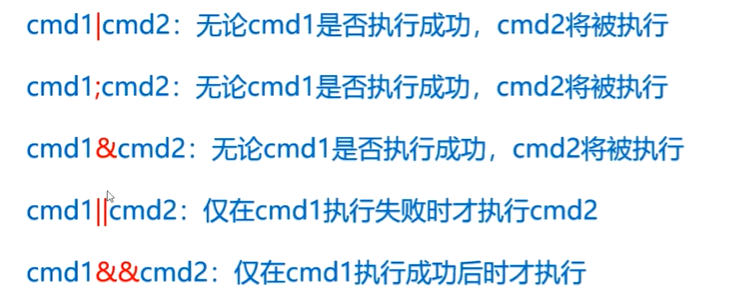 cmd1|cmd2：无论cmd1是否执行成功，cmd2将被执行
cmd1;cmd2：无论cmd1是否执行成功，cmd2将被执行
cmd1&cmd2：无论cmd1是否执行成功，cmd2将被执行
cmd1||cmd2：仅在cmd1执行失败时才执行cmd2
cmd1&&cmd2：仅在cmd1执行成功后时才执行